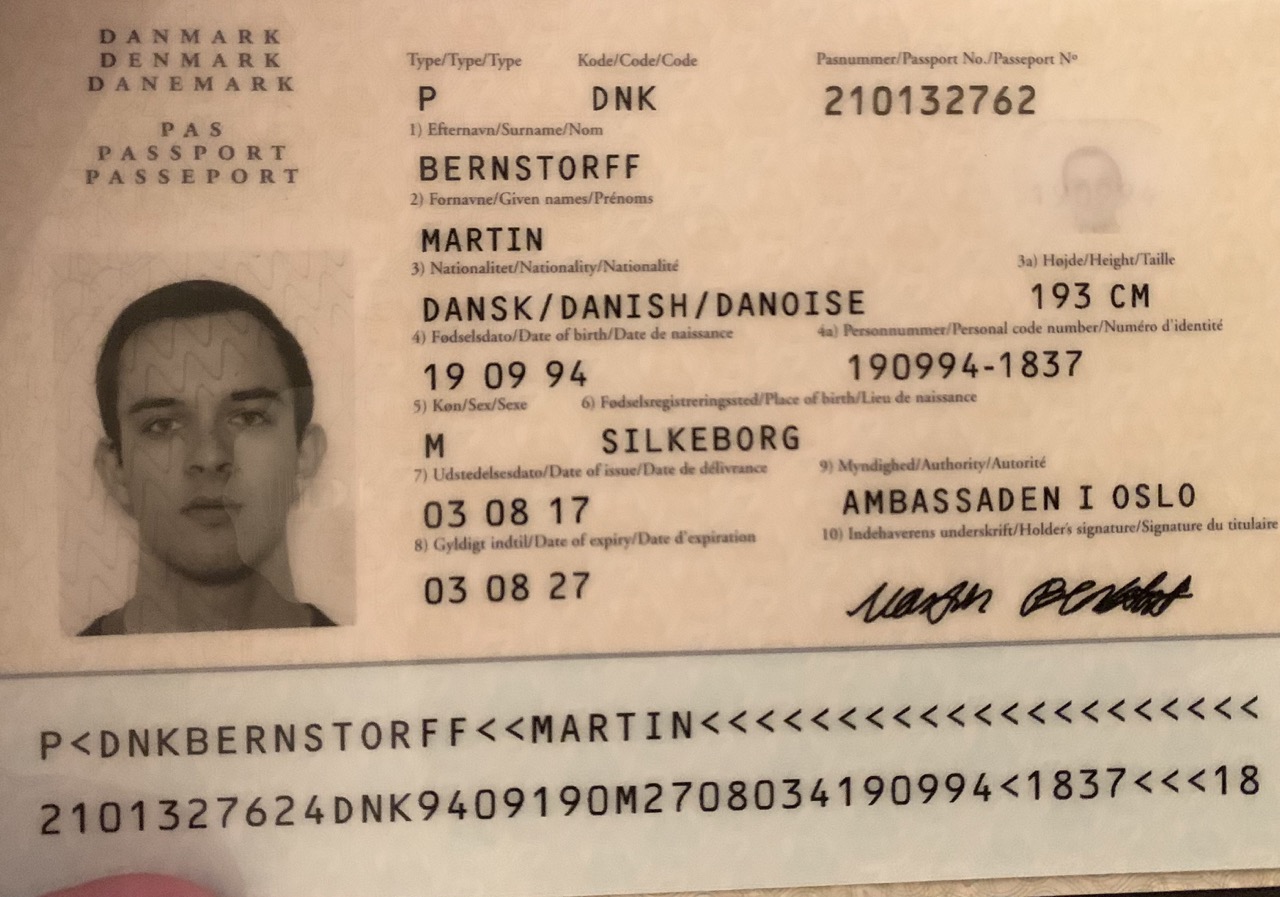 DANMARK
DENMARK
DANEMARK
PAS
PASSPORT
PASSEPORT
Type/Type/Type Kode/Code/Code Pasnummer/Passport No./Passeport Nº
P DNK 210132762
1) Efternavn/Surname/Nom
BERNSTORFF
2) Fornavne/Given names/Prénoms
MARTIN
3) Nationalitet/Nationality/Nationalité 3a) Højde/Height/Taille
DANSK/DANISH/DANOISE 193 CM
4) Fødselsdato/Date of birth/Date de naissance 4a) Personnummer/Personal code number/Numéro d'identité
19 09 94 190994-1837
5) Køn/Sex/Sexe 6) Fødselsregistreringssted/Place of birth/Lieu de naissance
M SILKEBORG
7) Udstedelsesdato/Date of issue/Date de délivrance 9) Myndighed/Authority/Autorité
03 08 17 AMBASSADEN I OSLO
8) Gyldigt indtil/Date of expiry/Date d'expiration 10) Indehaverens underskrift/Holder's signature/Signature du titulaire
03 08 27 Martin Bernstorff
P<DNKBERNSTORFF<<MARTIN<<<<<<<<<<<<<<<<<<<<<
2101327624DNK9409190M2708034190994<1837<<<18